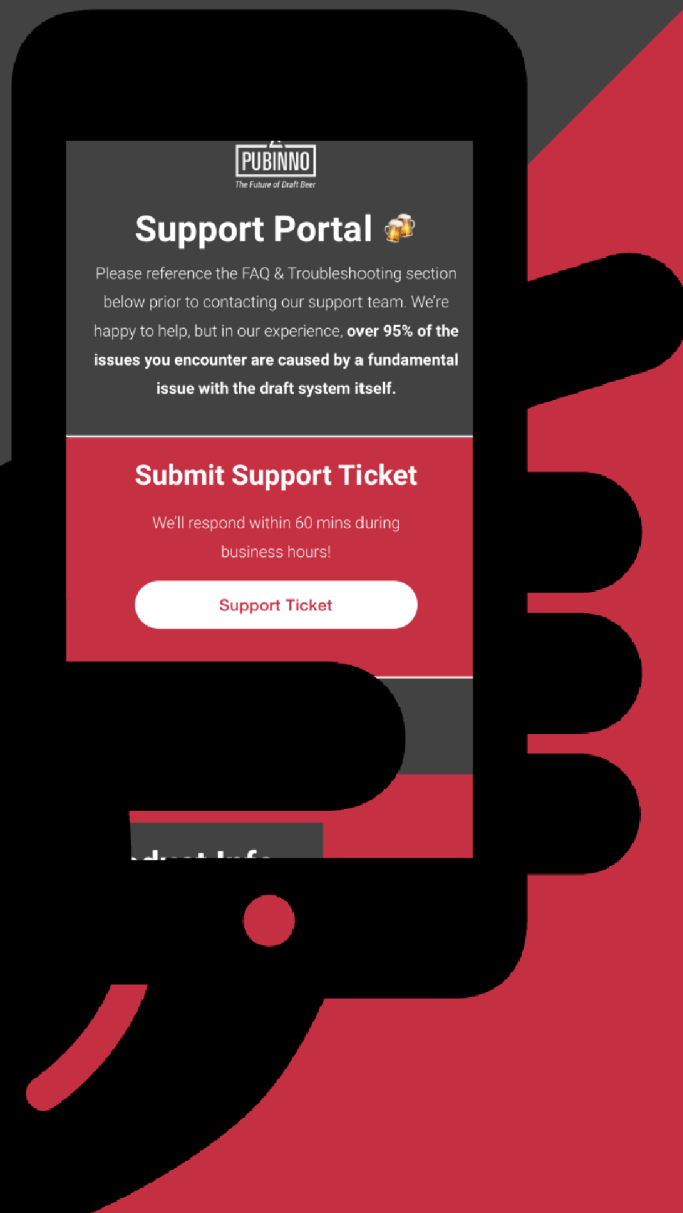 PUBINNO
The Future of Draft Beer
Support Portal 🍻
Please reference the FAQ & Troubleshooting section
below prior to contacting our support team. We're
happy to help, but in our experience, over 95% of the
issues you encounter are caused by a fundamental
issue with the draft system itself.
Submit Support Ticket
We'll respond within 60 mins during
business hours!
Support Ticket